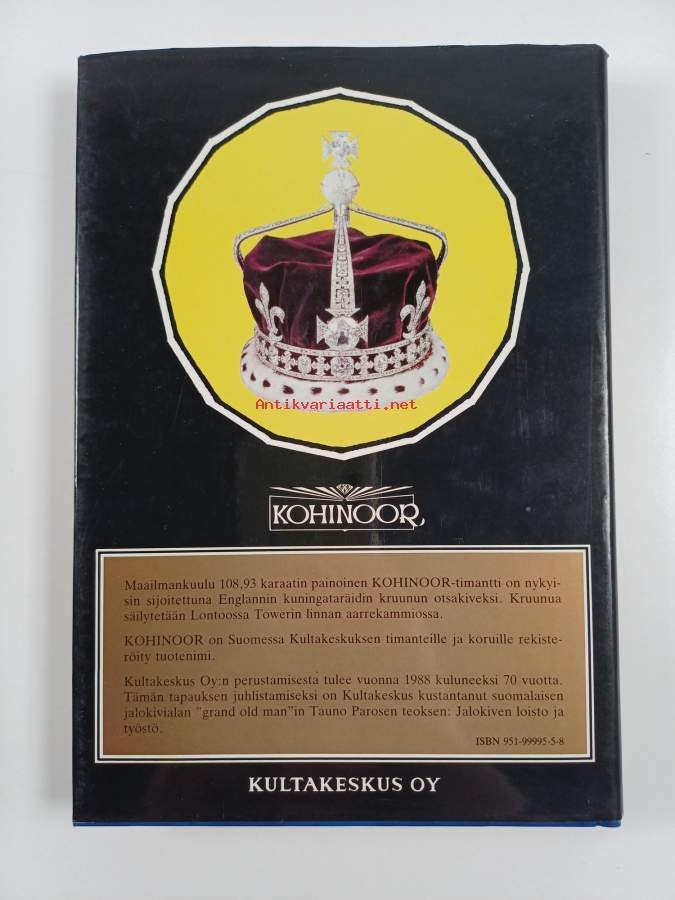 Antikvariaatti.net
KOHINOOR
Maailmankuulu 108,93 karaatin painoinen KOHINOOR-timantti on nykyi-
sin sijoitettuna Englannin kuningataräidin kruunun otsakiveksi. Kruunua
säilytetään Lontoossa Towerin linnan aarrekammiossa.
KOHINOOR on Suomessa Kultakeskuksen timanteille ja koruille rekiste-
röity tuotenimi.
Kultakeskus Oy:n perustamisesta tulee vuonna 1988 kuluneeksi 70 vuotta.
Tämän tapauksen juhlistamiseksi on Kultakeskus kustantanut suomalaisen
jalokivialan "grand old man"in Tauno Parosen teoksen: Jalokiven loisto ja
työstö.
ISBN 951-99995-5-8
KULTAKESKUS OY